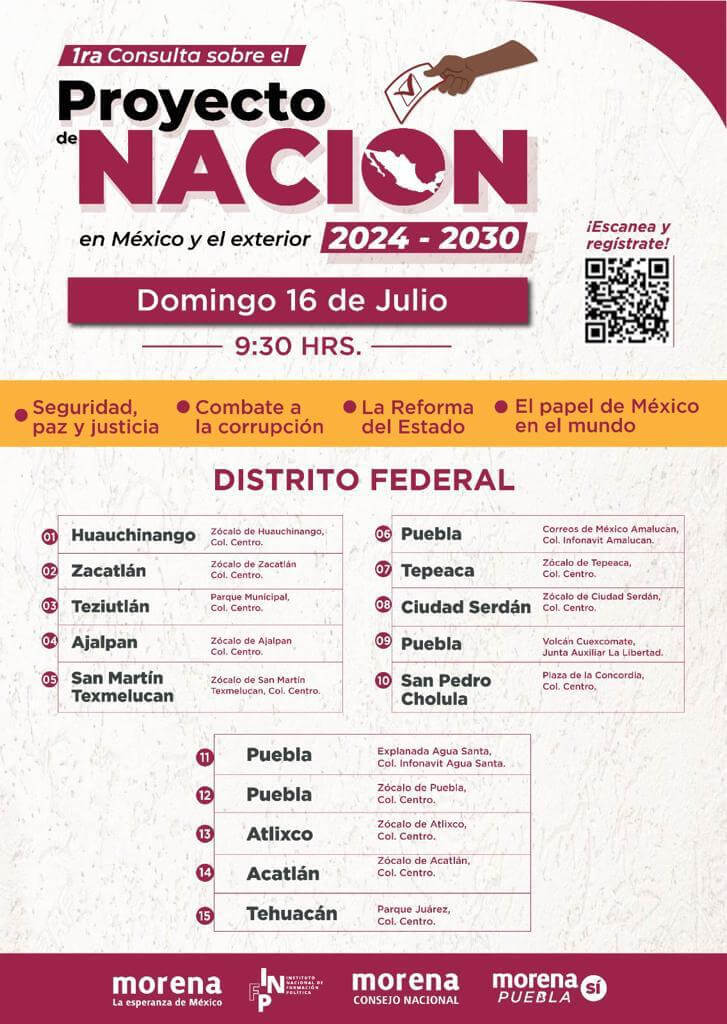 1ra Consulta sobre el
Proyecto
de NACION
en México y el exterior 2024 - 2030
¡Escanea y
regístrate!
Domingo 16 de Julio
9:30 HRS.
Seguridad,
paz y justicia
Combate a
la corrupción
La Reforma
del Estado
El papel de México
en el mundo
DISTRITO FEDERAL
01 Huauchinango
Zócalo de Huauchinango,
Col. Centro.
02 Zacatlán
Zócalo de Zacatlán
Col. Centro.
03 Teziutlán
Parque Municipal,
Col. Centro.
04 Ajalpan
Zócalo de Ajalpan
Col. Centro.
05 San Martín
Texmelucan
Zócalo de San Martín
Texmelucan, Col. Centro.
06 Puebla
Correos de México Amalucan,
Col. Infonavit Amalucan.
07 Tepeaca
Zócalo de Tepeaca,
Col. Centro.
08 Ciudad Serdán
Zócalo de Ciudad Serdán,
Col. Centro.
09 Puebla
Volcán Cuexcomate,
Junta Auxiliar La Libertad.
10 San Pedro
Cholula
Plaza de la Concordia,
Col. Centro.
11 Puebla
Explanada Agua Santa,
Col. Infonavit Agua Santa.
12 Puebla
Zócalo de Puebla,
Col. Centro.
13 Atlixco
Zócalo de Atlixco,
Col. Centro.
14 Acatlán
Zócalo de Acatlán,
Col. Centro.
15 Tehuacán
Parque Juárez,
Col. Centro.
morena
La esperanza de México
INFP
INSTITUTO
NACIONAL DE
FORMACIÓN
POLÍTICA
morena
CONSEJO NACIONAL
morena sí
PUEBLA